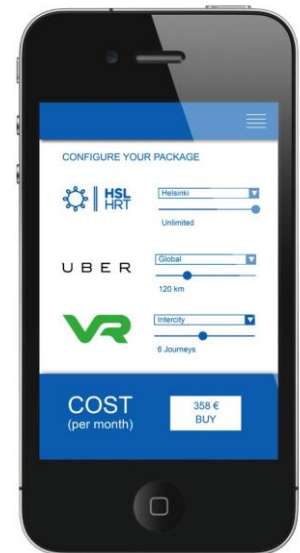 CONFIGURE YOUR PACKAGE
HSL
HRT
Helsinki
Unlimited
UBER
Global
120 km
VR
Intercity
6 Journeys
COST
(per month)
358 €
BUY